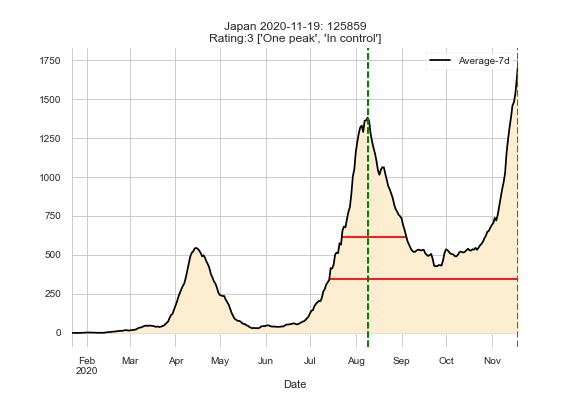 Japan 2020-11-19: 125859
Rating:3 ['One peak', 'In control']
Average-7d
1750
1500
1250
1000
750
500
250
0
Feb Mar Apr May Jun Jul Aug Sep Oct Nov
2020
Date